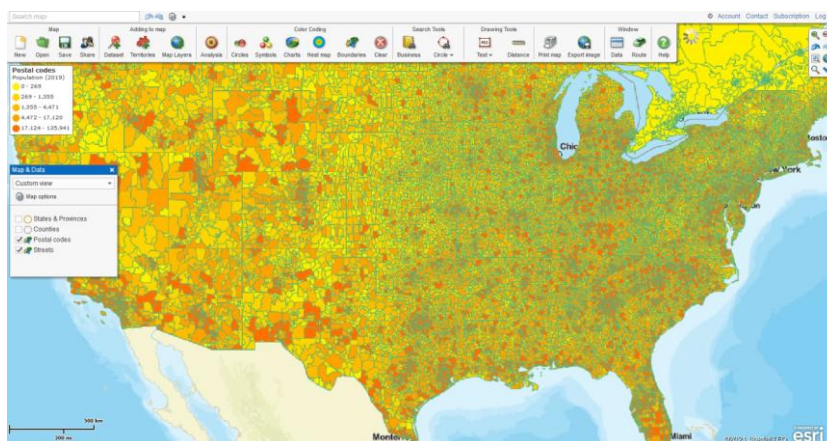 Search map
Account Contact Subscription Log
Map Adding to map Color Coding Search Tools Drawing Tools Window
New Open Save Share Dataset Territories Map Layers Analysis Circles Symbols Charts Heat map Boundaries Clear Business Circle Text Distance Print map Export image Data Route Help
Postal codes
Population [2019]
0 - 269
269 - 1,355
1,355 - 4,471
4,472 - 17,120
17,124 - 135,941
Map & Data
Custom view
Map options
States & Provinces
Counties
Postal codes
Streets
Chic
Bosto
York
Miami
Monter
500 km
300 mi
esri